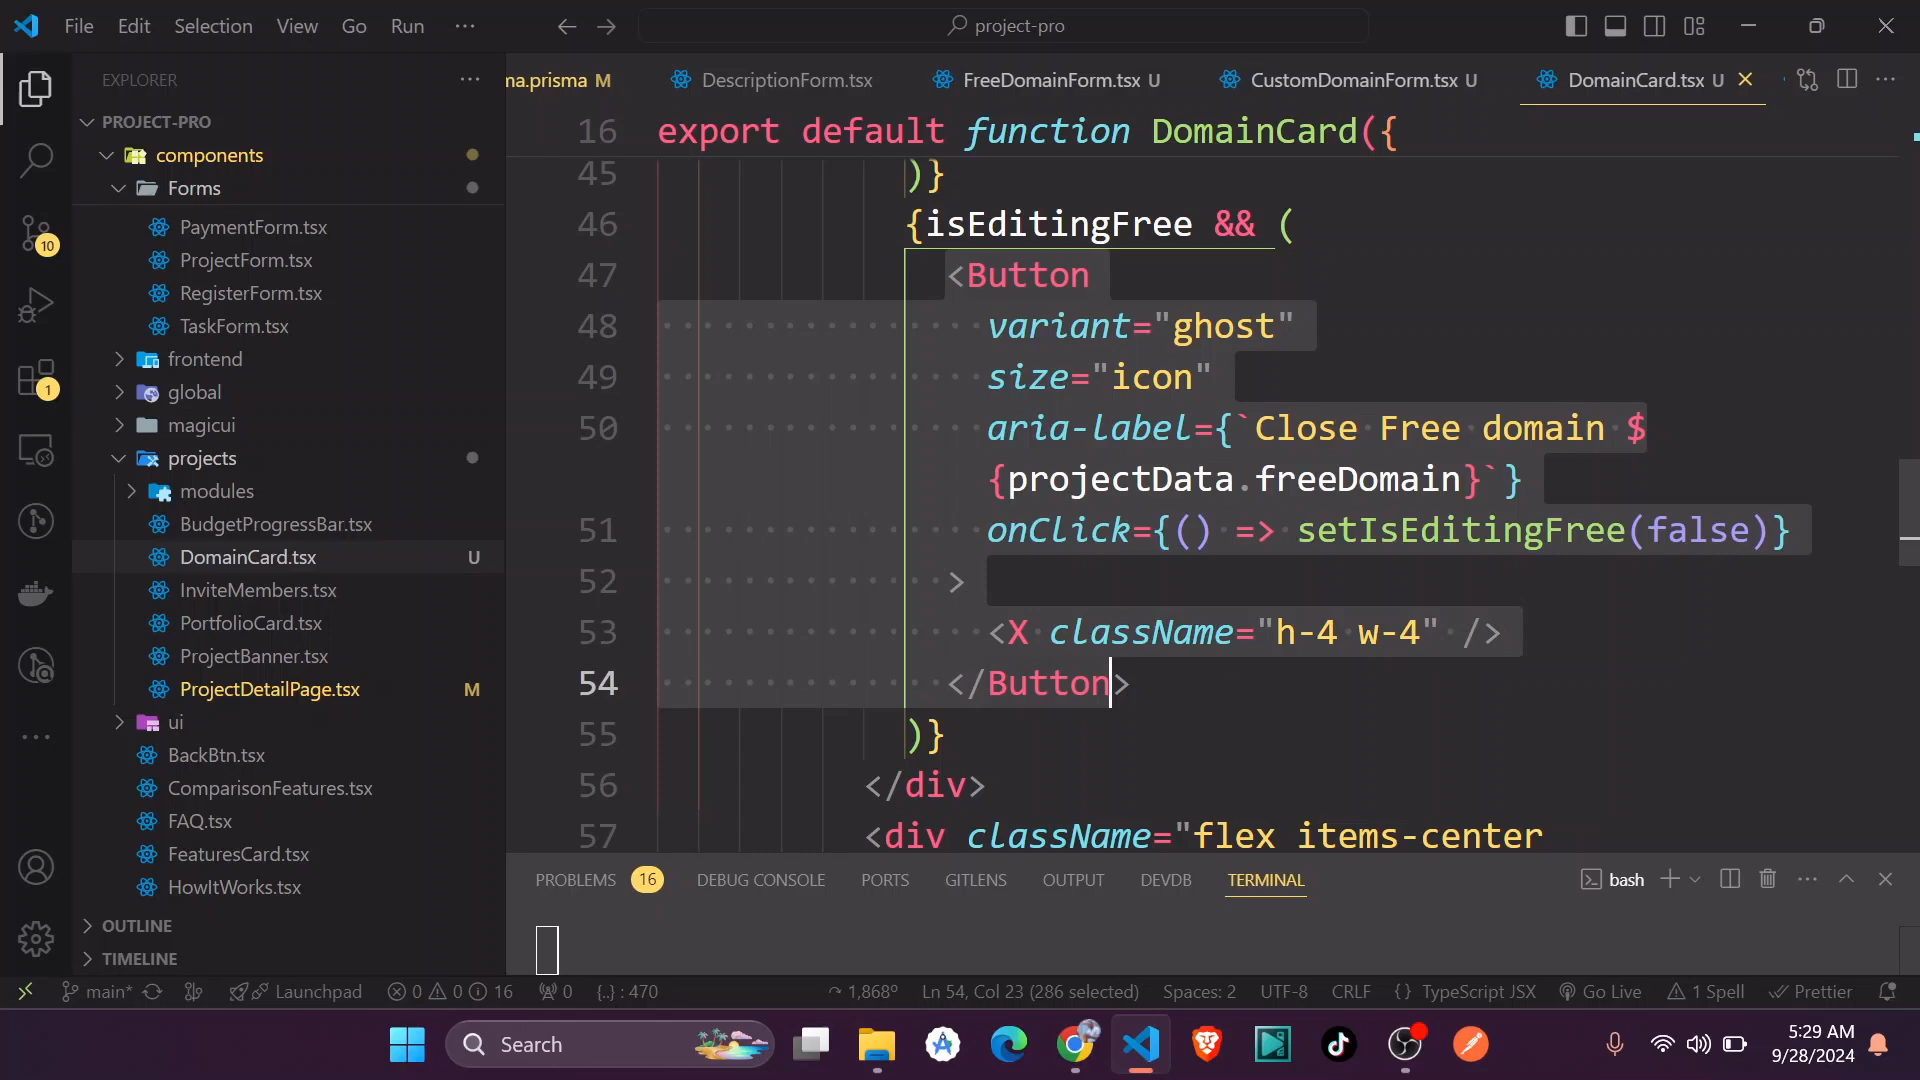 File Edit Selection View Go Run ··· project-pro
EXPLORER
PROJECT-PRO
components
Forms
PaymentForm.tsx
ProjectForm.tsx
RegisterForm.tsx
TaskForm.tsx
frontend
global
magicui
projects
modules
BudgetProgressBar.tsx
DomainCard.tsx U
InviteMembers.tsx
PortfolioCard.tsx
ProjectBanner.tsx
ProjectDetailPage.tsx M
ui
BackBtn.tsx
ComparisonFeatures.tsx
FAQ.tsx
FeaturesCard.tsx
HowItWorks.tsx
OUTLINE
TIMELINE
10
1
ma.prisma M DescriptionForm.tsx FreeDomainForm.tsx U CustomDomainForm.tsx U DomainCard.tsx U
16 export default function DomainCard({
45 )}
46 {isEditingFree && (
47 <Button
48 variant="ghost"
49 size="icon"
50 aria-label={`Close Free domain $
{projectData.freeDomain}`}
51 onClick={() => setIsEditingFree(false)}
52 >
53 <X className="h-4 w-4" />
54 </Button>
55 )}
56 </div>
57 <div className="flex items-center
PROBLEMS 16 DEBUG CONSOLE PORTS GITLENS OUTPUT DEVDB TERMINAL bash
main* Launchpad 0 0 16 0 {..} : 470 1,868° Ln 54, Col 23 (286 selected) Spaces: 2 UTF-8 CRLF {} TypeScript JSX Go Live 1 Spell Prettier
Search
5:29 AM
9/28/2024